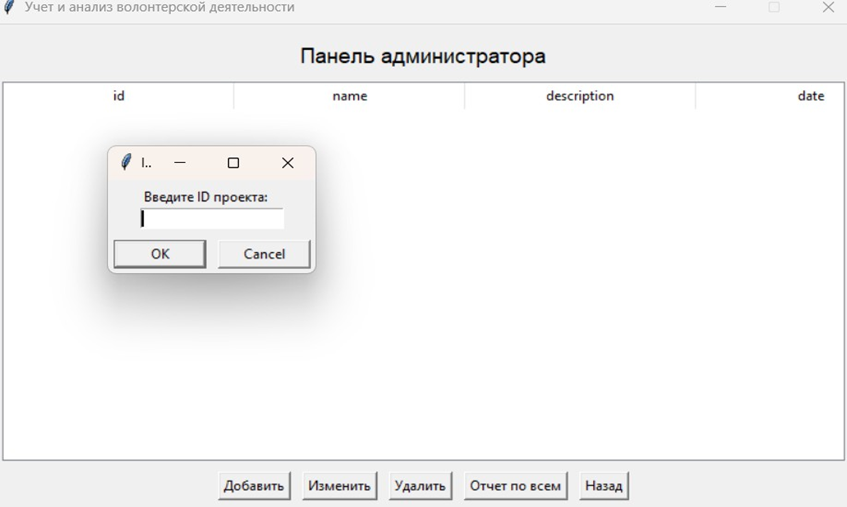 Учет и анализ волонтерской деятельности
Панель администратора
id name description date
I..
Введите ID проекта:
OK Cancel
Добавить Изменить Удалить Отчет по всем Назад